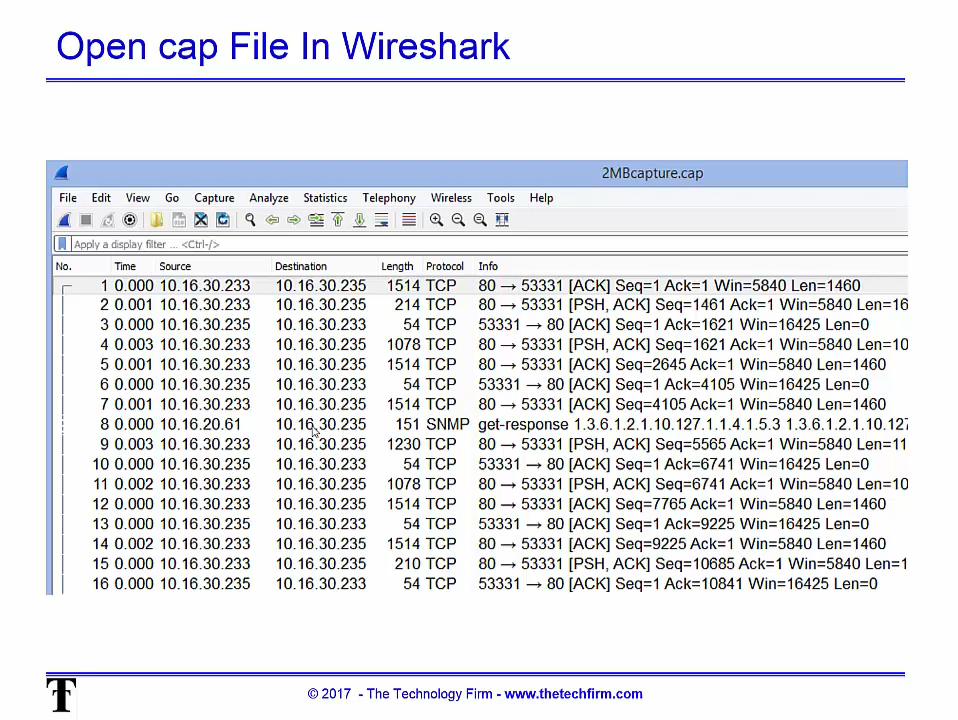 Open cap File In Wireshark
2MBcapture.cap
File Edit View Go Capture Analyze Statistics Telephony Wireless Tools Help
Apply a display filter ... <Ctrl-/>
No. Time Source Destination Length Protocol Info
1 0.000 10.16.30.233 10.16.30.235 1514 TCP 80 → 53331 [ACK] Seq=1 Ack=1 Win=5840 Len=1460
2 0.001 10.16.30.233 10.16.30.235 214 TCP 80 → 53331 [PSH, ACK] Seq=1461 Ack=1 Win=5840 Len=16
3 0.000 10.16.30.235 10.16.30.233 54 TCP 53331 → 80 [ACK] Seq=1 Ack=1621 Win=16425 Len=0
4 0.003 10.16.30.233 10.16.30.235 1078 TCP 80 → 53331 [PSH, ACK] Seq=1621 Ack=1 Win=5840 Len=10
5 0.001 10.16.30.233 10.16.30.235 1514 TCP 80 → 53331 [ACK] Seq=2645 Ack=1 Win=5840 Len=1460
6 0.000 10.16.30.235 10.16.30.233 54 TCP 53331 → 80 [ACK] Seq=1 Ack=4105 Win=16425 Len=0
7 0.001 10.16.30.233 10.16.30.235 1514 TCP 80 → 53331 [ACK] Seq=4105 Ack=1 Win=5840 Len=1460
8 0.000 10.16.20.61 10.16.30.235 151 SNMP get-response 1.3.6.1.2.1.10.127.1.1.4.1.5.3 1.3.6.1.2.1.10.127
9 0.003 10.16.30.233 10.16.30.235 1230 TCP 80 → 53331 [PSH, ACK] Seq=5565 Ack=1 Win=5840 Len=11
10 0.000 10.16.30.235 10.16.30.233 54 TCP 53331 → 80 [ACK] Seq=1 Ack=6741 Win=16425 Len=0
11 0.002 10.16.30.233 10.16.30.235 1078 TCP 80 → 53331 [PSH, ACK] Seq=6741 Ack=1 Win=5840 Len=10
12 0.000 10.16.30.233 10.16.30.235 1514 TCP 80 → 53331 [ACK] Seq=7765 Ack=1 Win=5840 Len=1460
13 0.000 10.16.30.235 10.16.30.233 54 TCP 53331 → 80 [ACK] Seq=1 Ack=9225 Win=16425 Len=0
14 0.002 10.16.30.233 10.16.30.235 1514 TCP 80 → 53331 [ACK] Seq=9225 Ack=1 Win=5840 Len=1460
15 0.000 10.16.30.233 10.16.30.235 210 TCP 80 → 53331 [PSH, ACK] Seq=10685 Ack=1 Win=5840 Len=1
16 0.000 10.16.30.235 10.16.30.233 54 TCP 53331 → 80 [ACK] Seq=1 Ack=10841 Win=16425 Len=0
T
© 2017 - The Technology Firm - www.thetechfirm.com